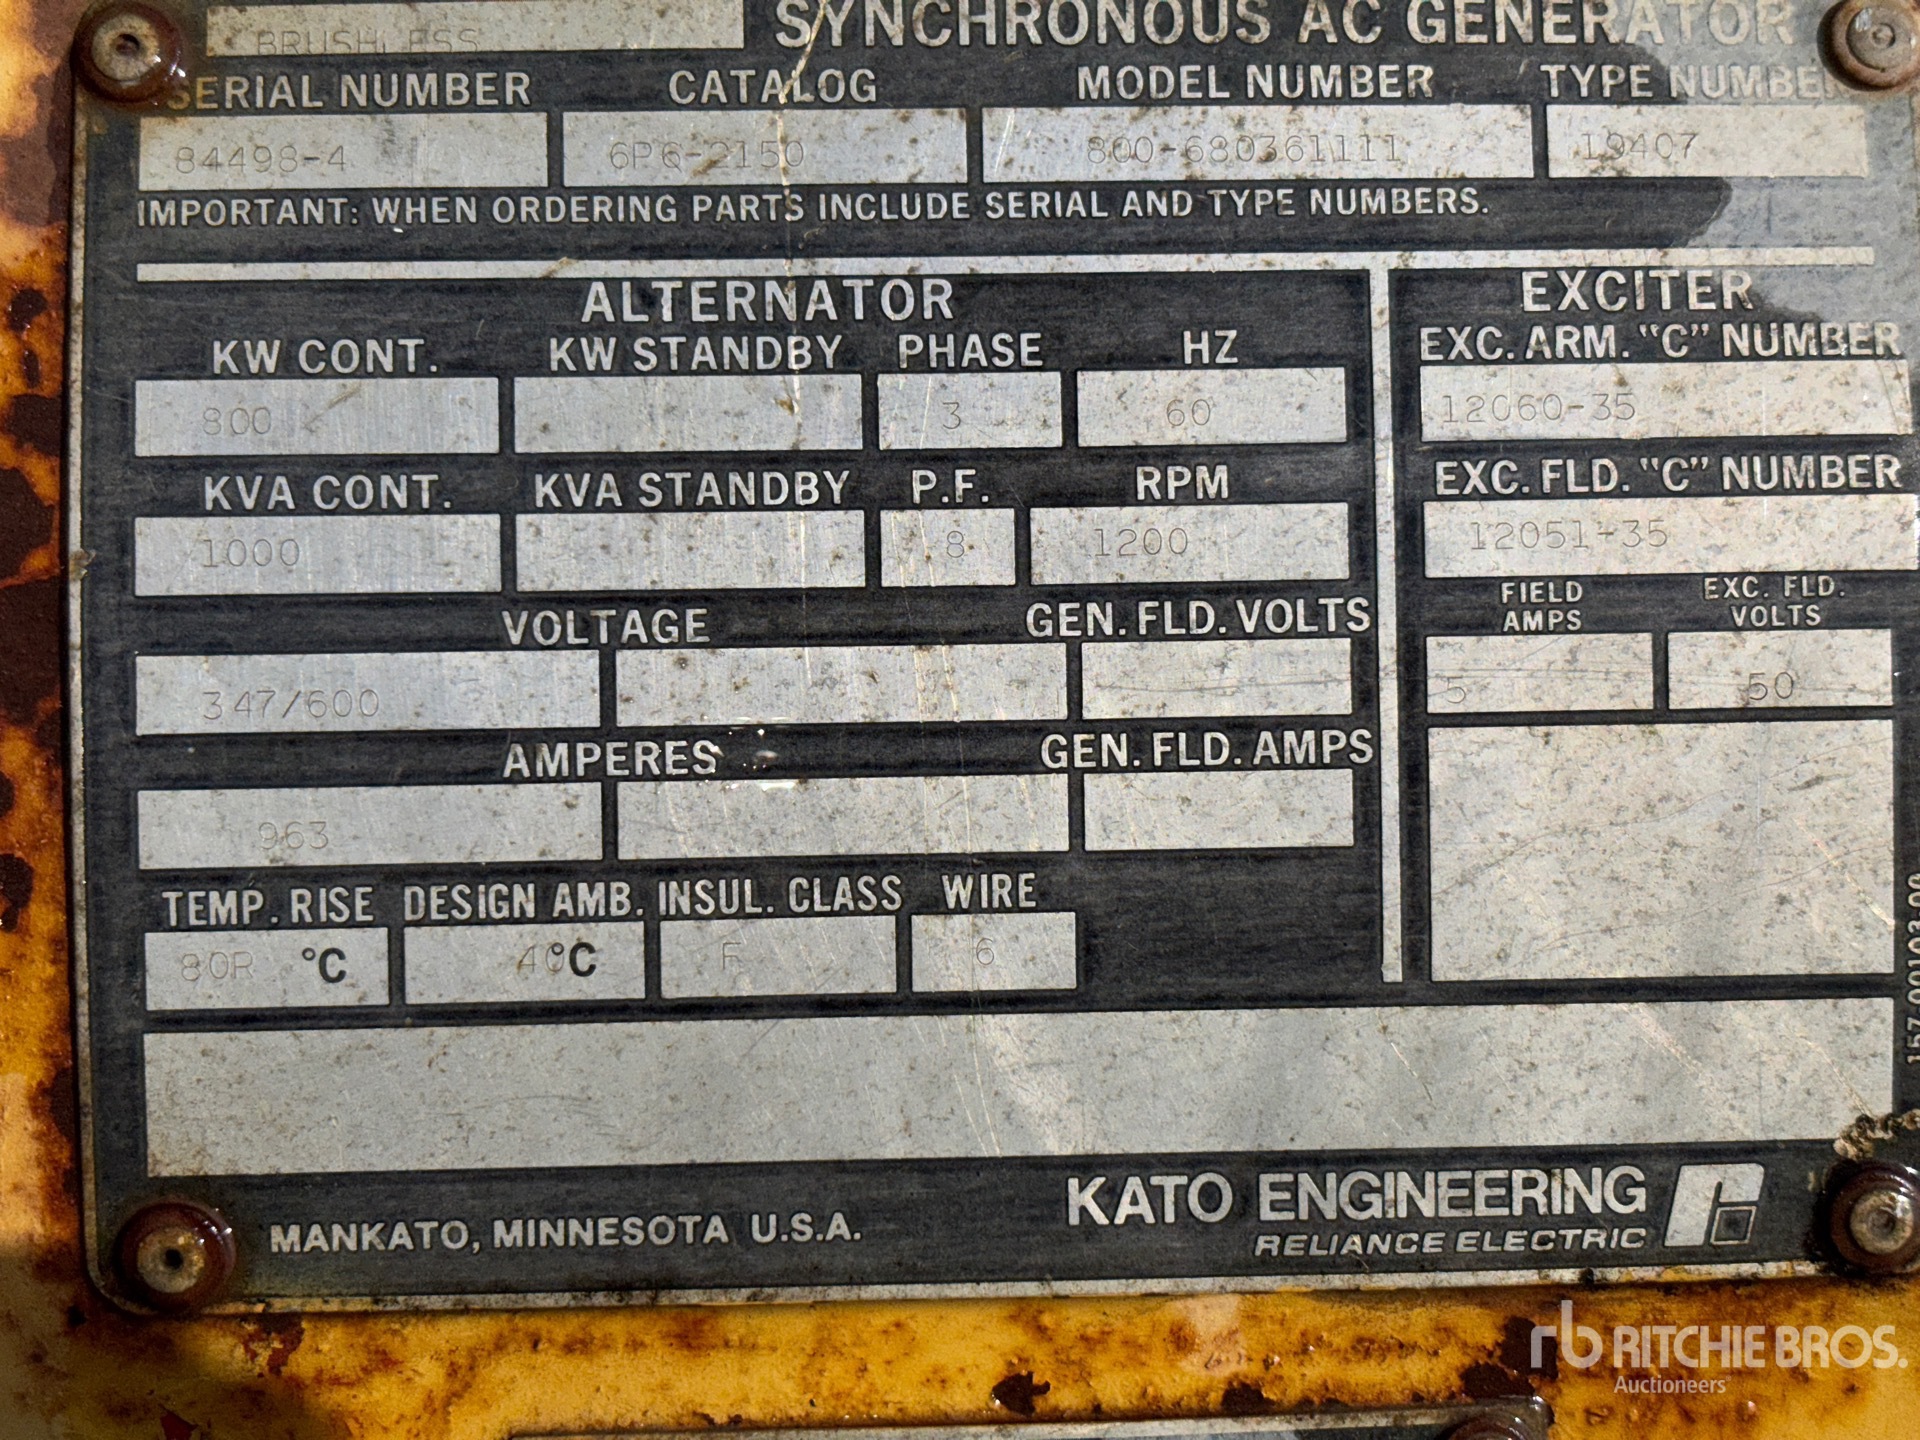 BRUSHLESS SYNCHRONOUS AC GENERATOR
SERIAL NUMBER CATALOG MODEL NUMBER TYPE NUMBER
84498-4 6P6-2150 800-680361111 19407
IMPORTANT: WHEN ORDERING PARTS INCLUDE SERIAL AND TYPE NUMBERS.
ALTERNATOR EXCITER
KW CONT. KW STANDBY PHASE HZ EXC. ARM. "C" NUMBER
800 3 60 12060-35
KVA CONT. KVA STANDBY P.F. RPM EXC. FLD. "C" NUMBER
1000 8 1200 12051-35
VOLTAGE GEN. FLD. VOLTS FIELD AMPS EXC. FLD. VOLTS
347/600 5 50
AMPERES GEN. FLD. AMPS
963
TEMP. RISE DESIGN AMB. INSUL. CLASS WIRE
80R °C 40°C F 6
157-00103-00
MANKATO, MINNESOTA U.S.A. KATO ENGINEERING
RELIANCE ELECTRIC
rb RITCHIE BROS.
Auctioneers